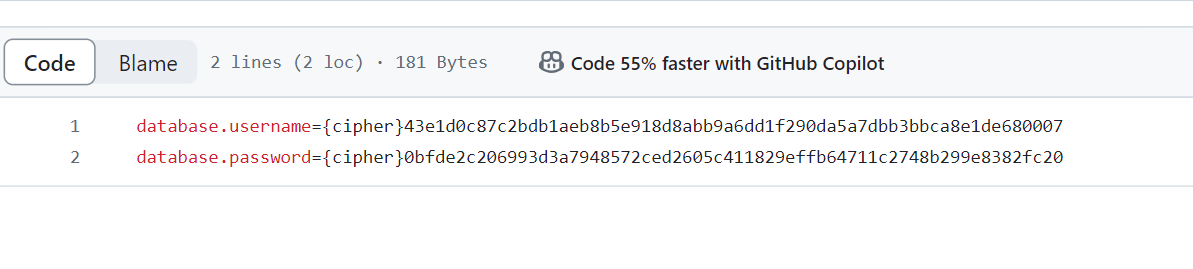 Code Blame 2 lines (2 loc) · 181 Bytes Code 55% faster with GitHub Copilot
1 database.username={cipher}43e1d0c87c2bdb1aeb8b5e918d8abb9a6dd1f290da5a7dbb3bbca8e1de680007
2 database.password={cipher}0bfde2c206993d3a7948572ced2605c411829effb64711c2748b299e8382fc20